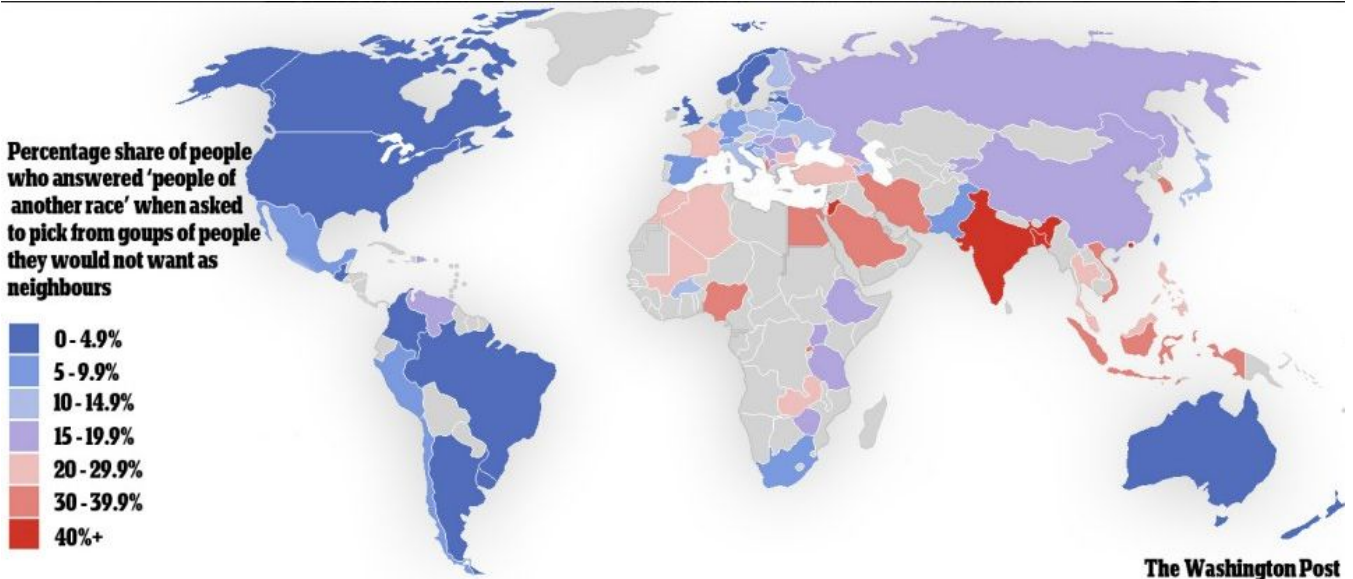 Percentage share of people
who answered ‘people of
another race’ when asked
to pick from goups of people
they would not want as
neighbours
0 - 4.9%
5 - 9.9%
10 - 14.9%
15 - 19.9%
20 - 29.9%
30 - 39.9%
40%+
The Washington Post